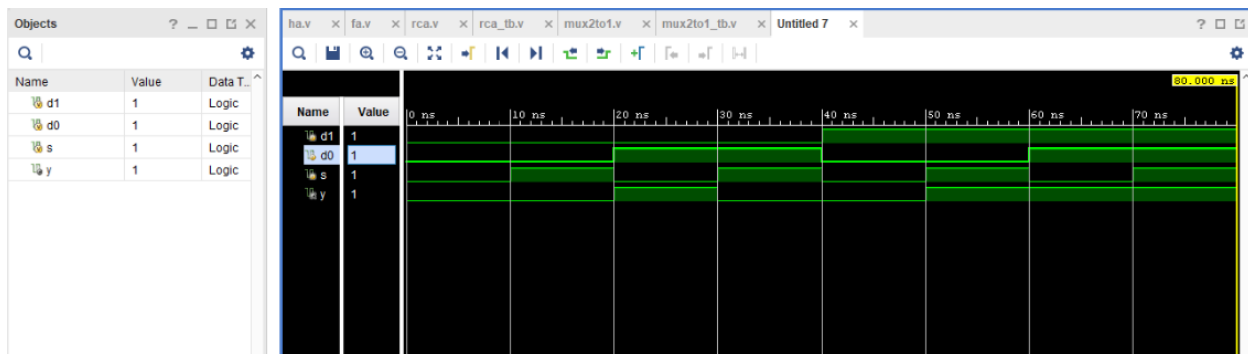 Objects ? _ X
Name Value Data T..
d1 1 Logic
d0 1 Logic
s 1 Logic
y 1 Logic
ha.v × fa.v × rca.v × rca_tb.v × mux2to1.v × mux2to1_tb.v × Untitled 7 × ?
80.000 ns
Name Value 0 ns 10 ns 20 ns 30 ns 40 ns 50 ns 60 ns 70 ns
d1 1
d0 1
s 1
y 1